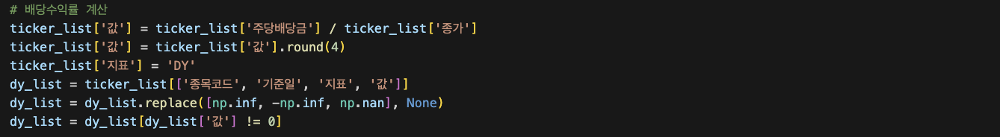 # 배당수익률 계산
ticker_list['값'] = ticker_list['주당배당금'] / ticker_list['종가']
ticker_list['값'] = ticker_list['값'].round(4)
ticker_list['지표'] = 'DY'
dy_list = ticker_list[['종목코드', '기준일', '지표', '값']]
dy_list = dy_list.replace([np.inf, -np.inf, np.nan], None)
dy_list = dy_list[dy_list['값'] != 0]